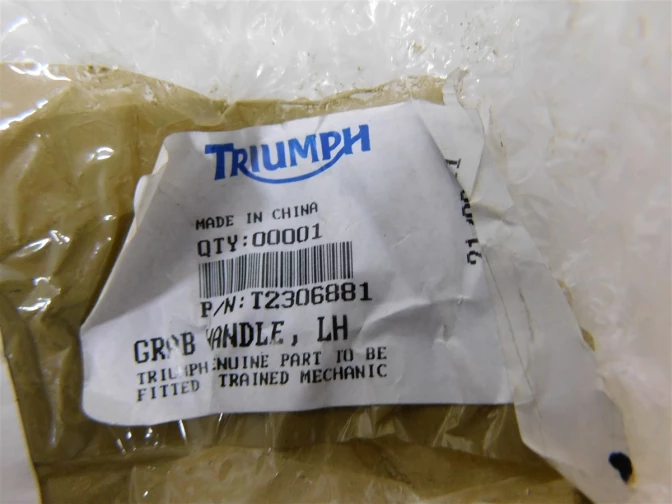 TRIUMPH
MADE IN CHINA
QTY:00001
P/N:T2306881
GRAB HANDLE, LH
TRIUMPH GENUINE PART TO BE
FITTED TRAINED MECHANIC